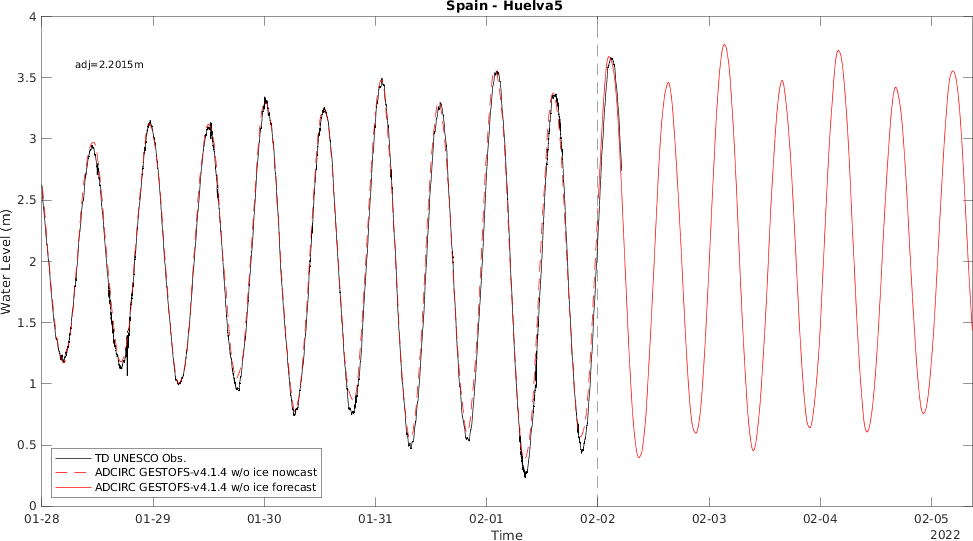 Spain - Huelva5
adj=2.2015m
Water Level (m)
4
3.5
3
2.5
2
1.5
1
0.5
0
TD UNESCO Obs.
ADCIRC GESTOFS-v4.1.4 w/o ice nowcast
ADCIRC GESTOFS-v4.1.4 w/o ice forecast
01-28 01-29 01-30 01-31 02-01 02-02 02-03 02-04 02-05
Time
2022